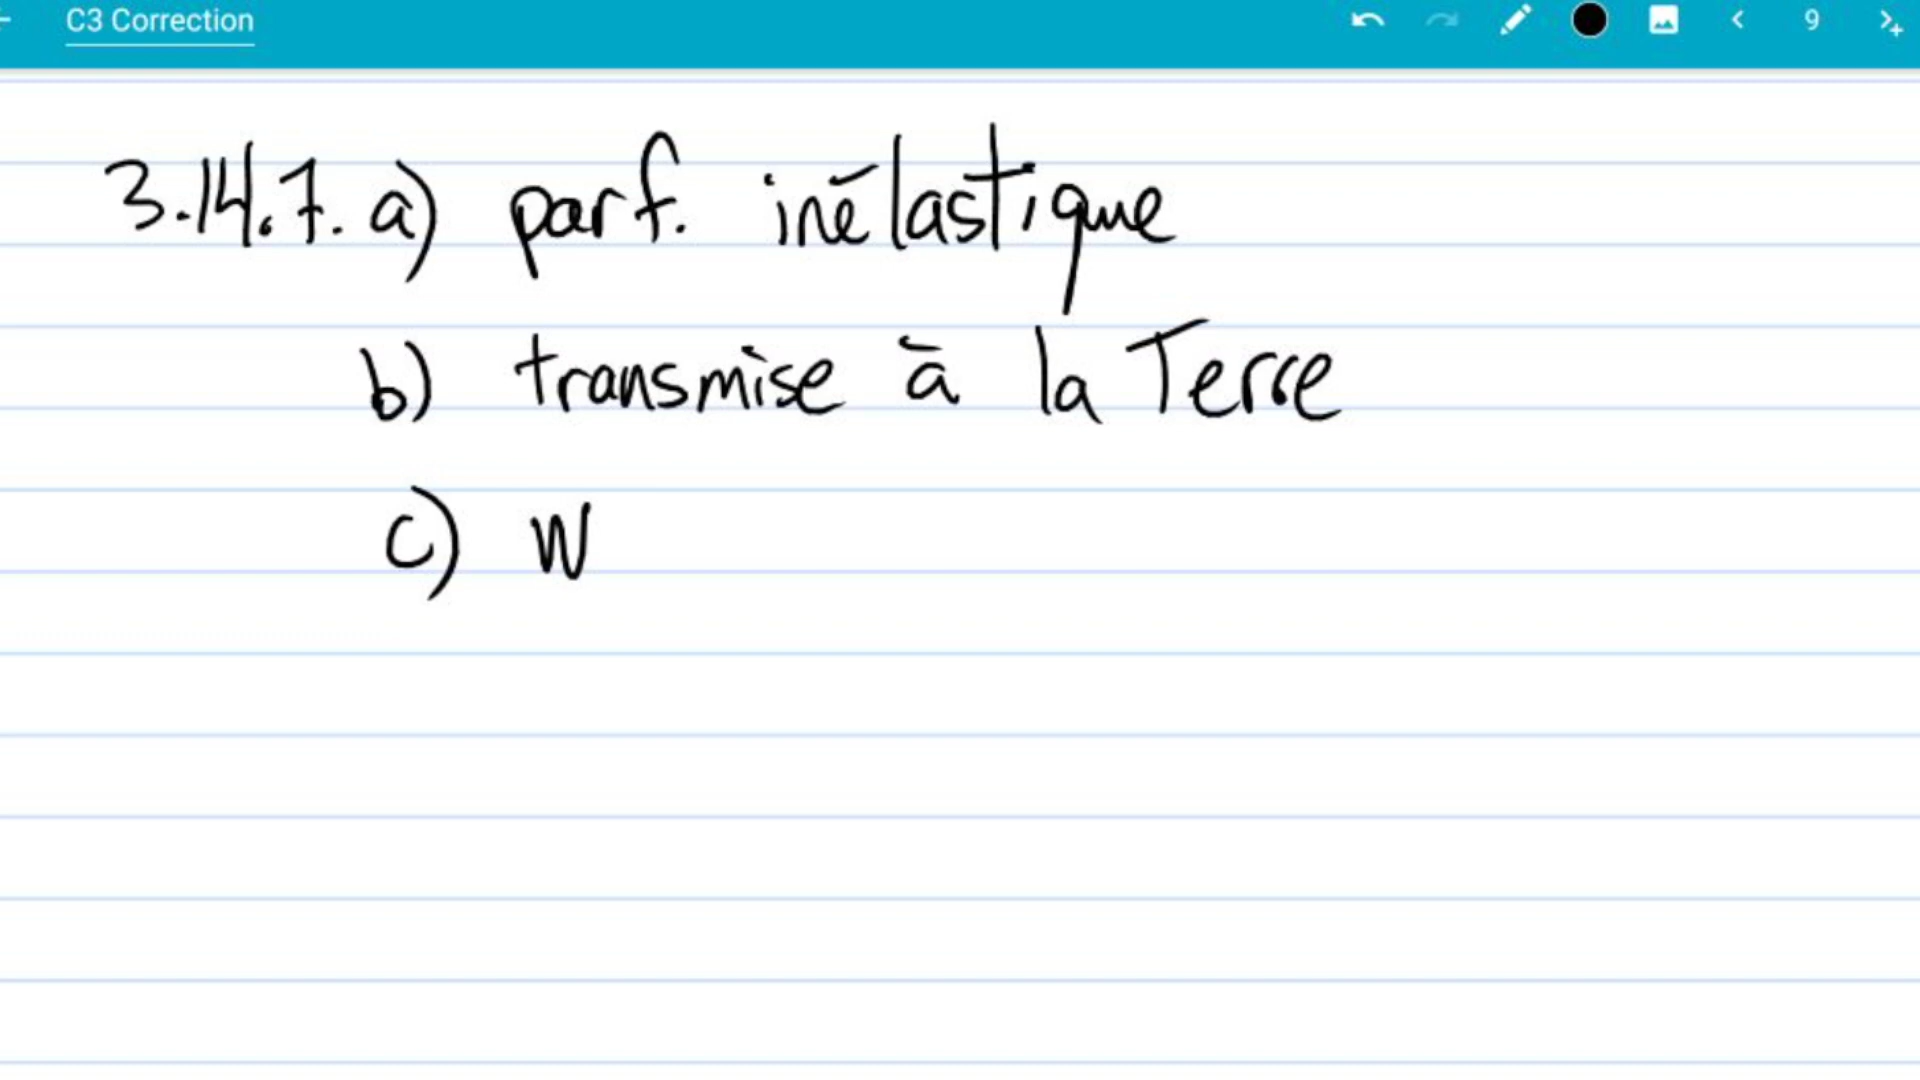 C3 Correction
9
3.14.7. a) parf. inélastique
b) transmise à la Terre
c) W